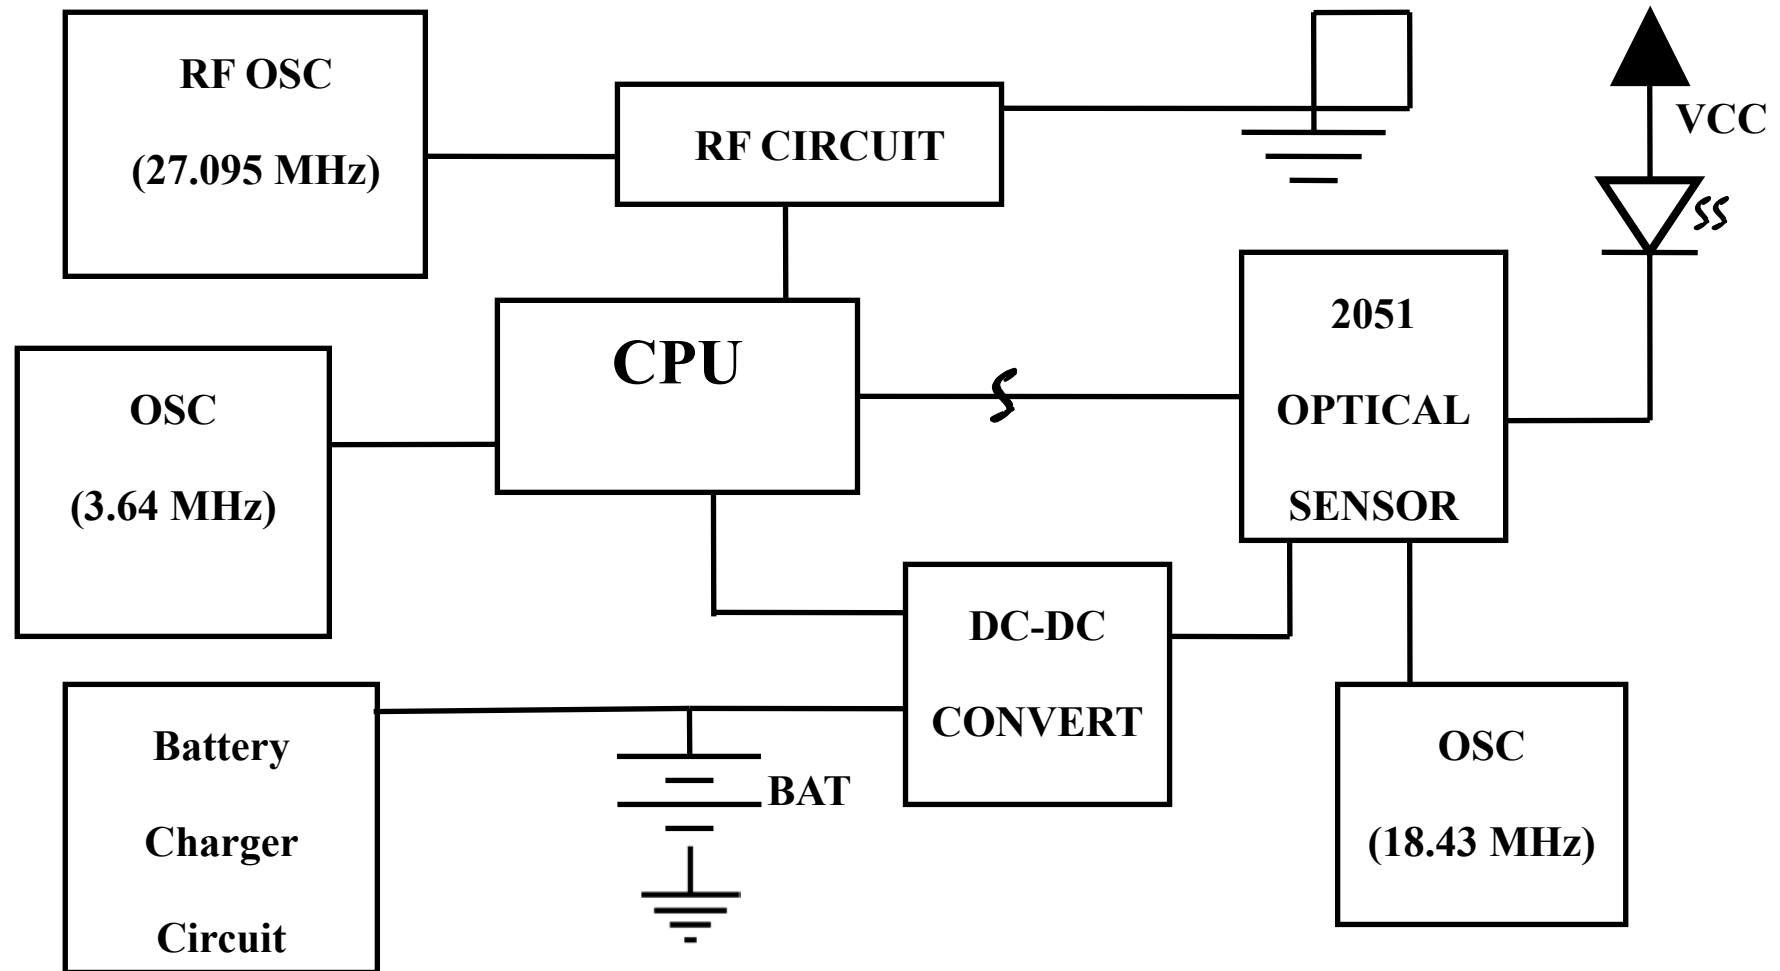 RF OSC
(27.095 MHz)
RF CIRCUIT
VCC
CPU
2051
OPTICAL
SENSOR
OSC
(3.64 MHz)
DC-DC
CONVERT
Battery
Charger
Circuit
BAT
OSC
(18.43 MHz)